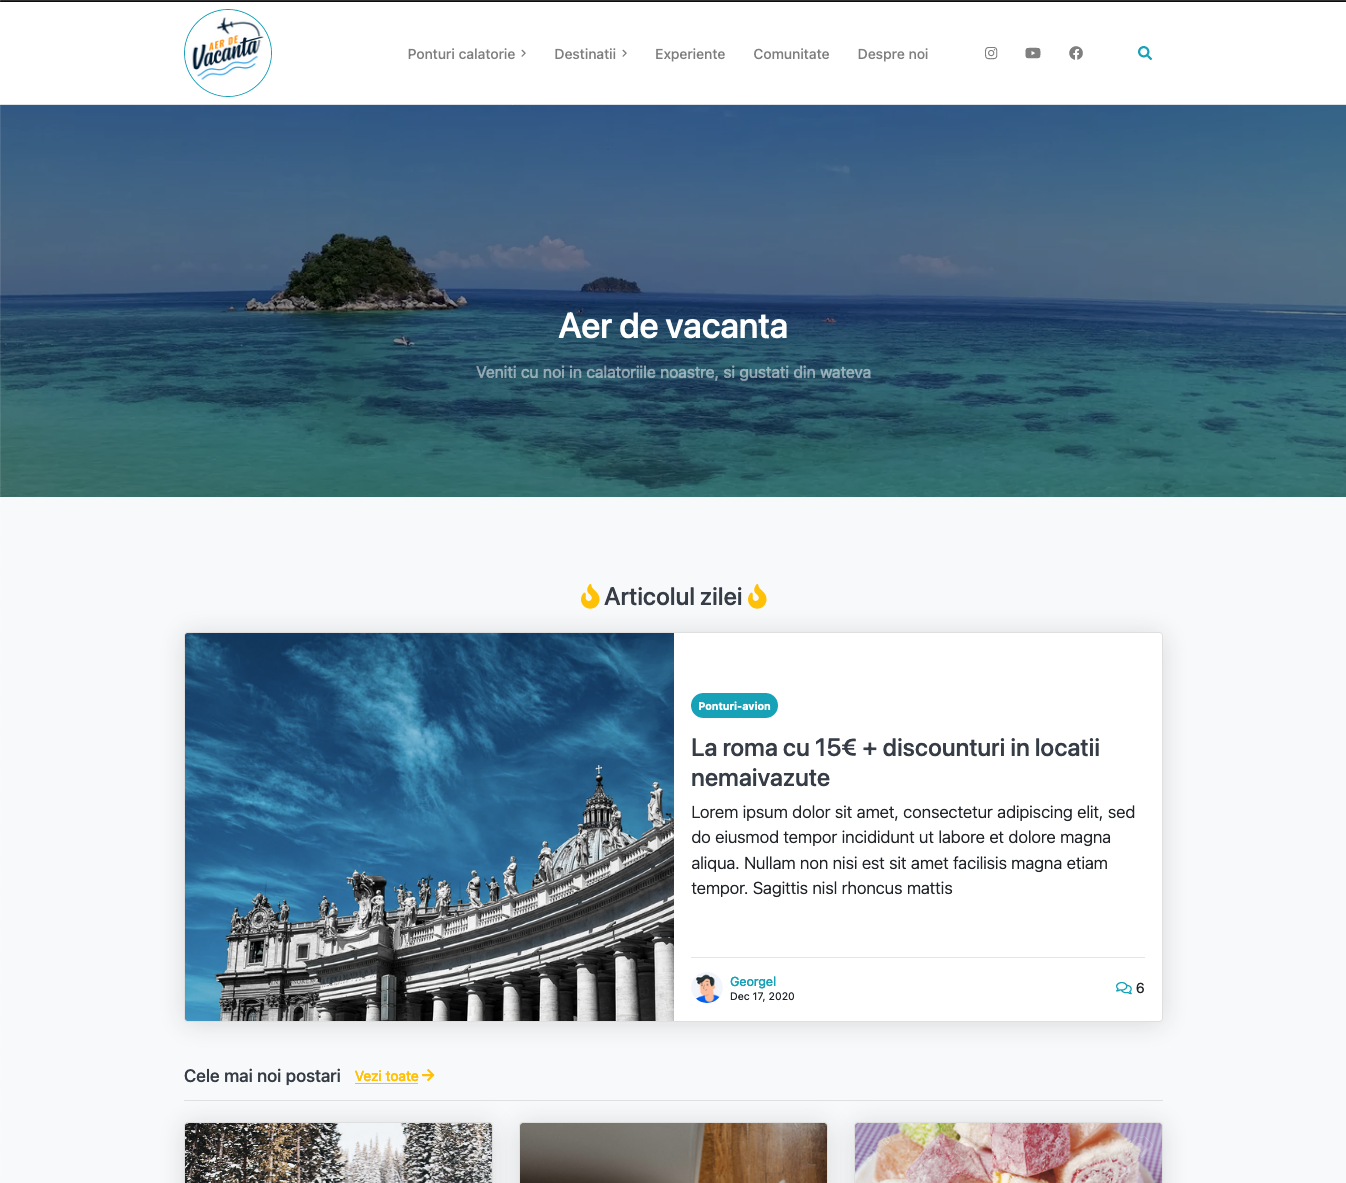 AER DE
Vacanta
Ponturi calatorie
Destinatii
Experiente
Comunitate
Despre noi
Aer de vacanta
Veniti cu noi in calatoriile noastre, si gustati din wateva
Articolul zilei
Ponturi-avion
La roma cu 15€ + discounturi in locatii
nemaivazute
Lorem ipsum dolor sit amet, consectetur adipiscing elit, sed
do eiusmod tempor incididunt ut labore et dolore magna
aliqua. Nullam non nisi est sit amet facilisis magna etiam
tempor. Sagittis nisl rhoncus mattis
Georgel
Dec 17, 2020
6
Cele mai noi postari
Vezi toate